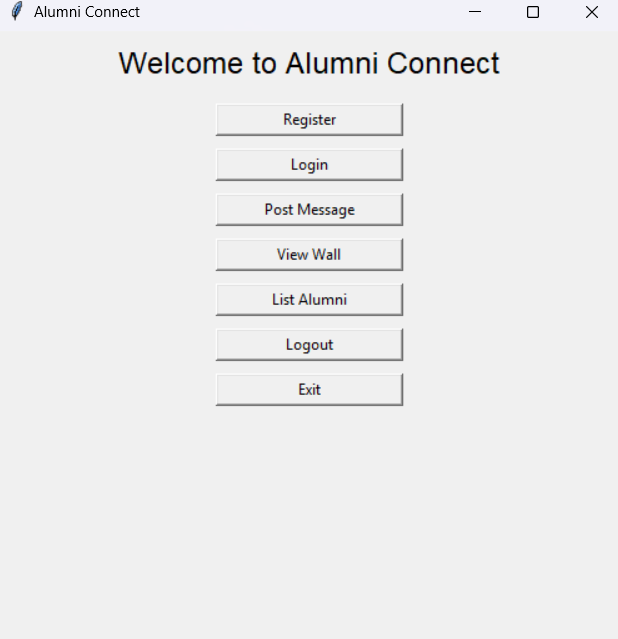 Alumni Connect
Welcome to Alumni Connect
Register
Login
Post Message
View Wall
List Alumni
Logout
Exit